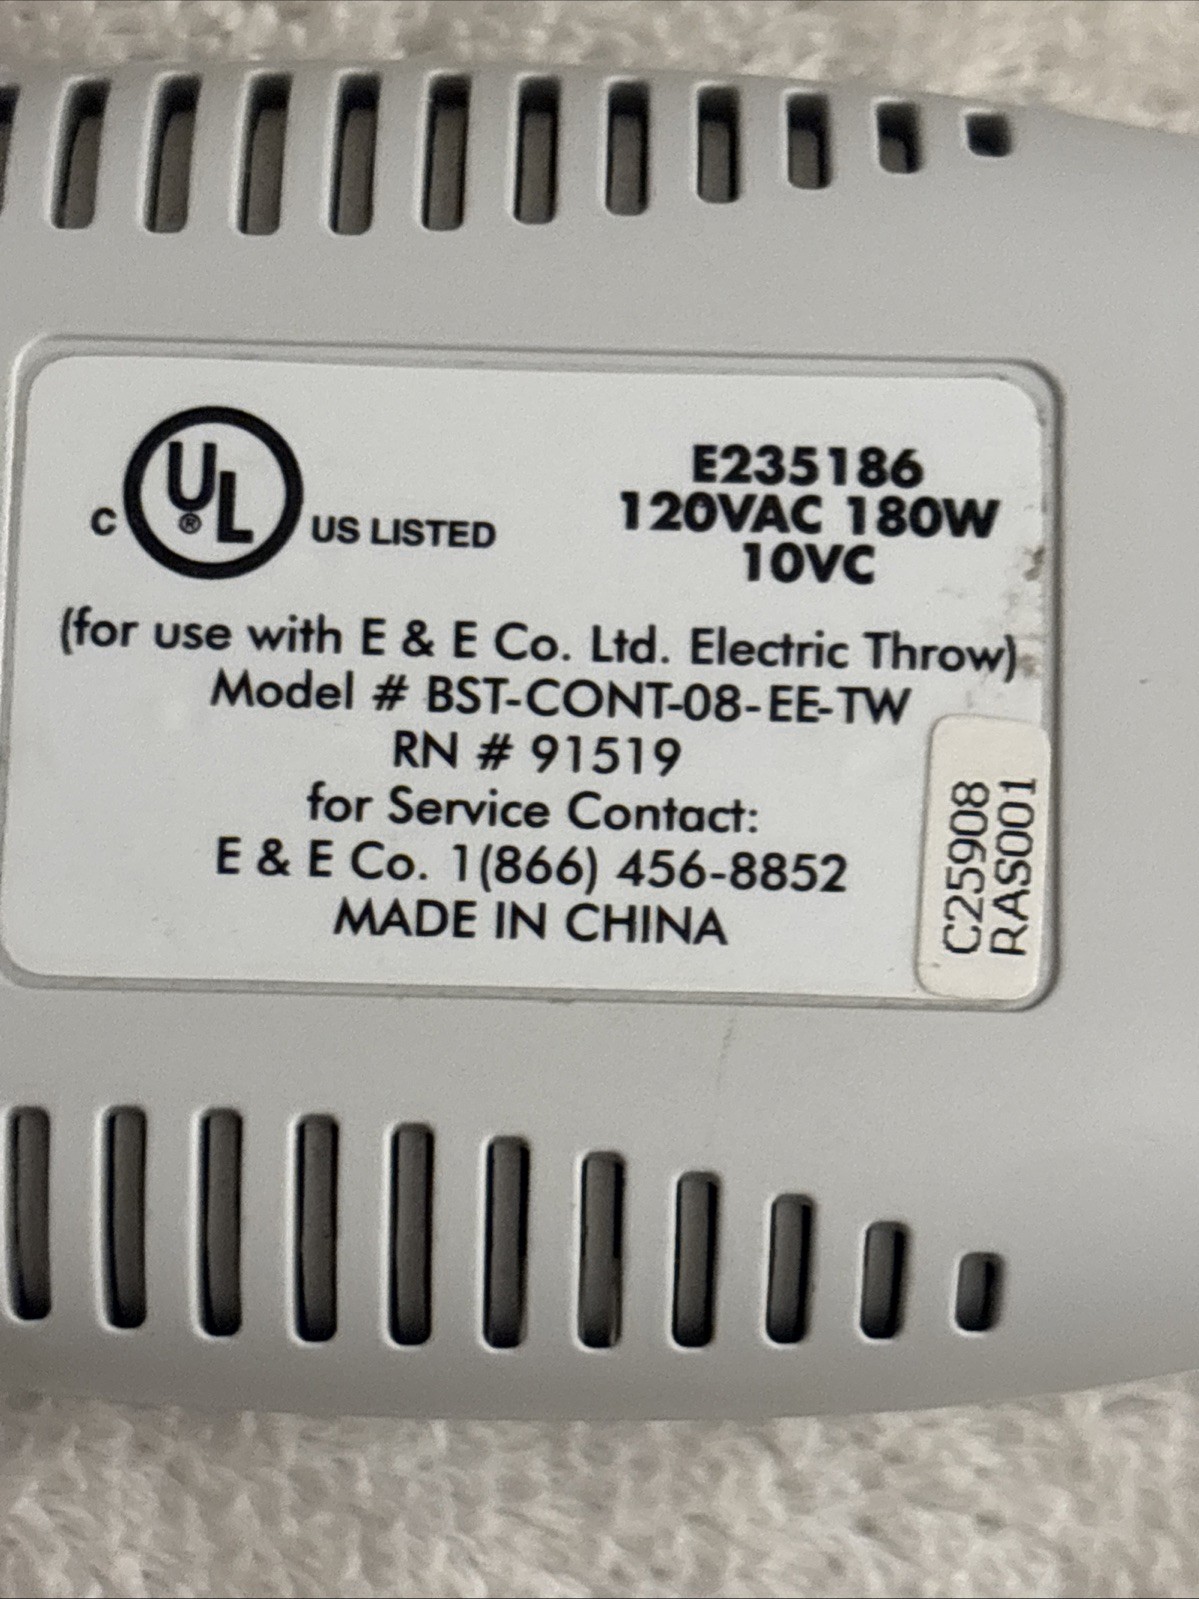 C UL® US LISTED
E235186
120VAC 180W
10VC
(for use with E & E Co. Ltd. Electric Throw)
Model # BST-CONT-08-EE-TW
RN # 91519
for Service Contact:
E & E Co. 1(866) 456-8852
MADE IN CHINA
C25908
RAS001